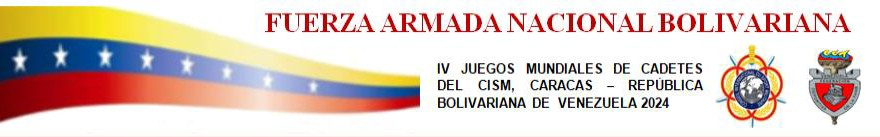 FUERZA ARMADA NACIONAL BOLIVARIANA
IV JUEGOS MUNDIALES DE CADETES
DEL CISM, CARACAS – REPÚBLICA
BOLIVARIANA DE VENEZUELA 2024